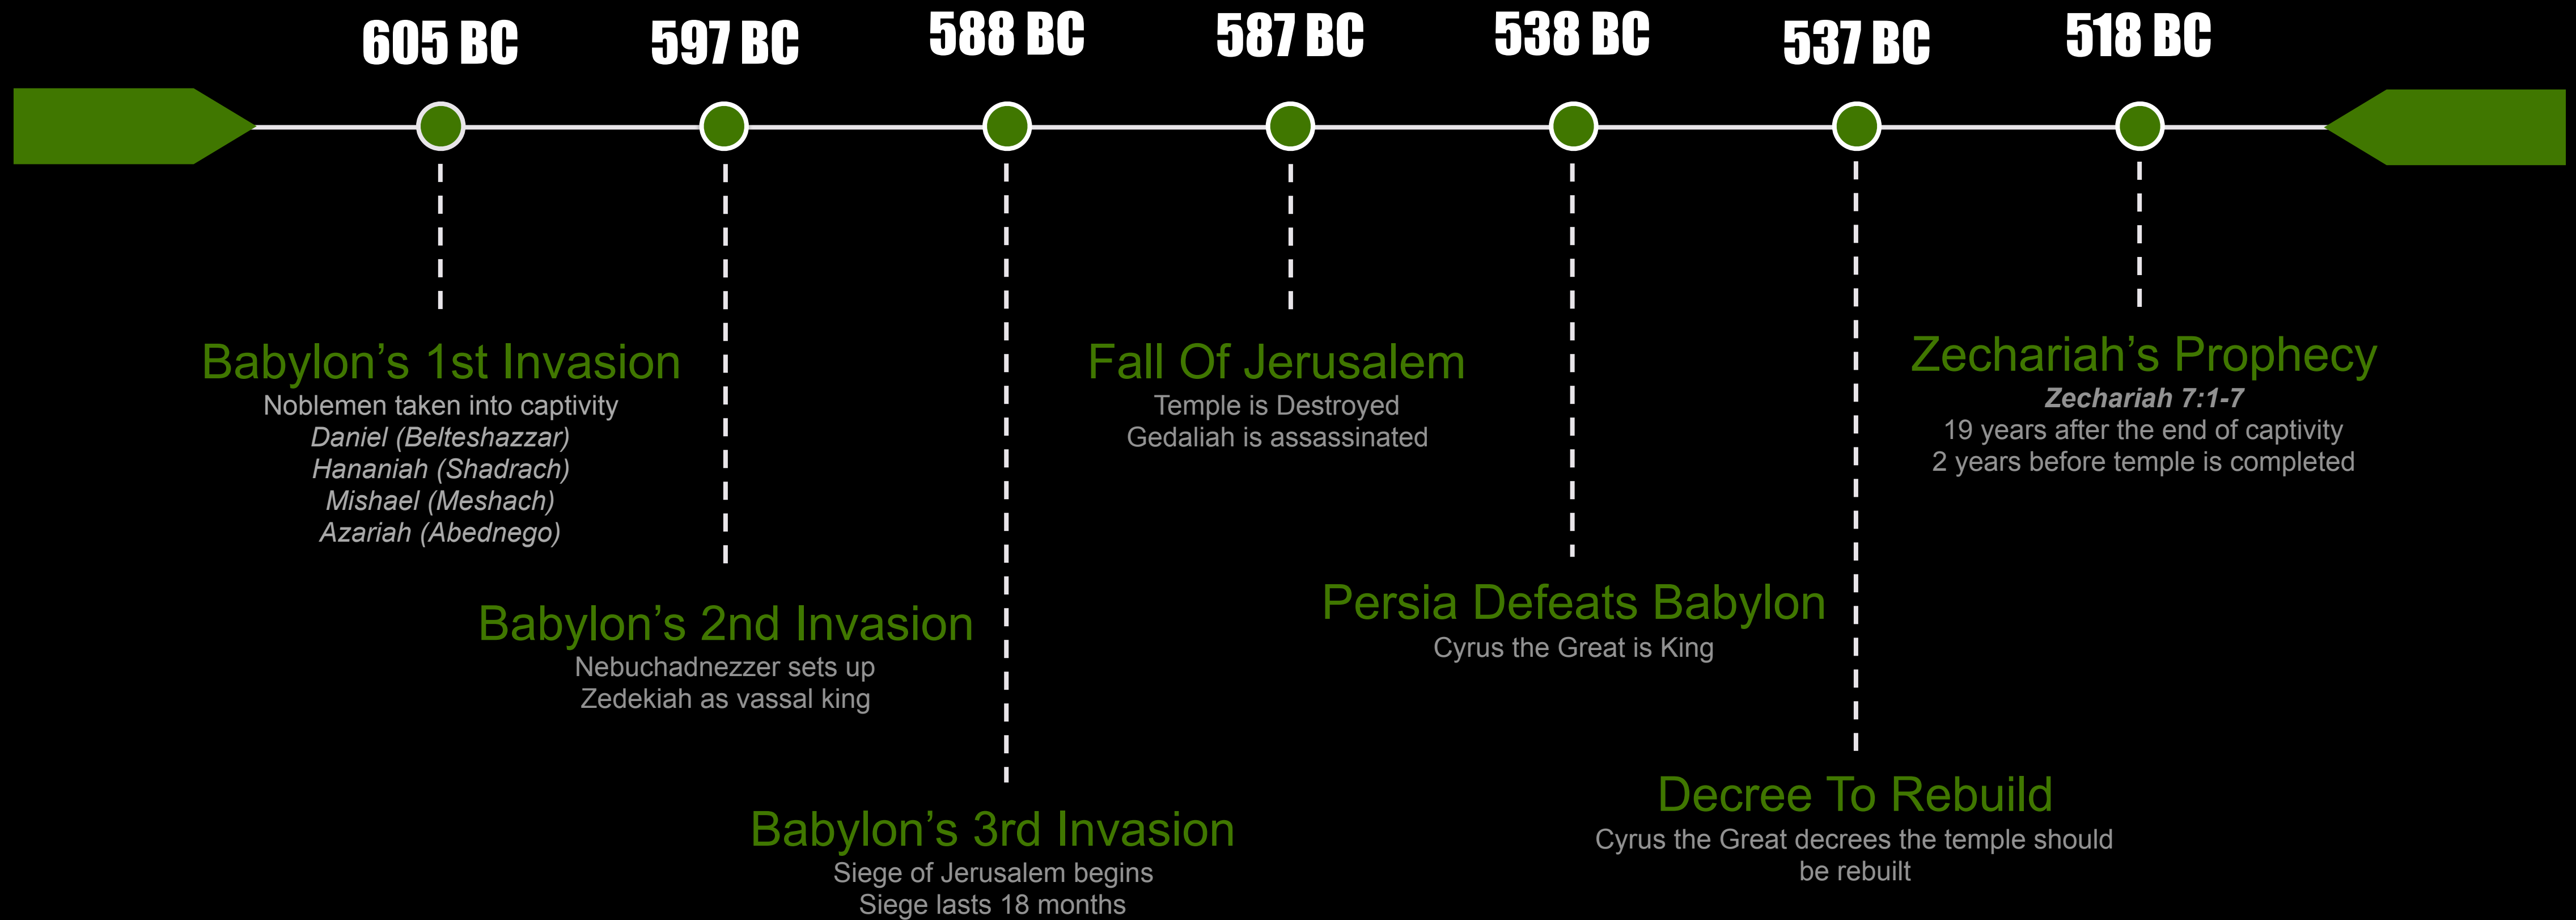 605 BC
597 BC
588 BC
587 BC
538 BC
537 BC
518 BC
Babylon’s 1st Invasion
Noblemen taken into captivity
Daniel (Belteshazzar)
Hananiah (Shadrach)
Mishael (Meshach)
Azariah (Abednego)
Babylon’s 2nd Invasion
Nebuchadnezzer sets up
Zedekiah as vassal king
Babylon’s 3rd Invasion
Siege of Jerusalem begins
Siege lasts 18 months
Fall Of Jerusalem
Temple is Destroyed
Gedaliah is assassinated
Persia Defeats Babylon
Cyrus the Great is King
Decree To Rebuild
Cyrus the Great decrees the temple should
be rebuilt
Zechariah’s Prophecy
Zechariah 7:1-7
19 years after the end of captivity
2 years before temple is completed